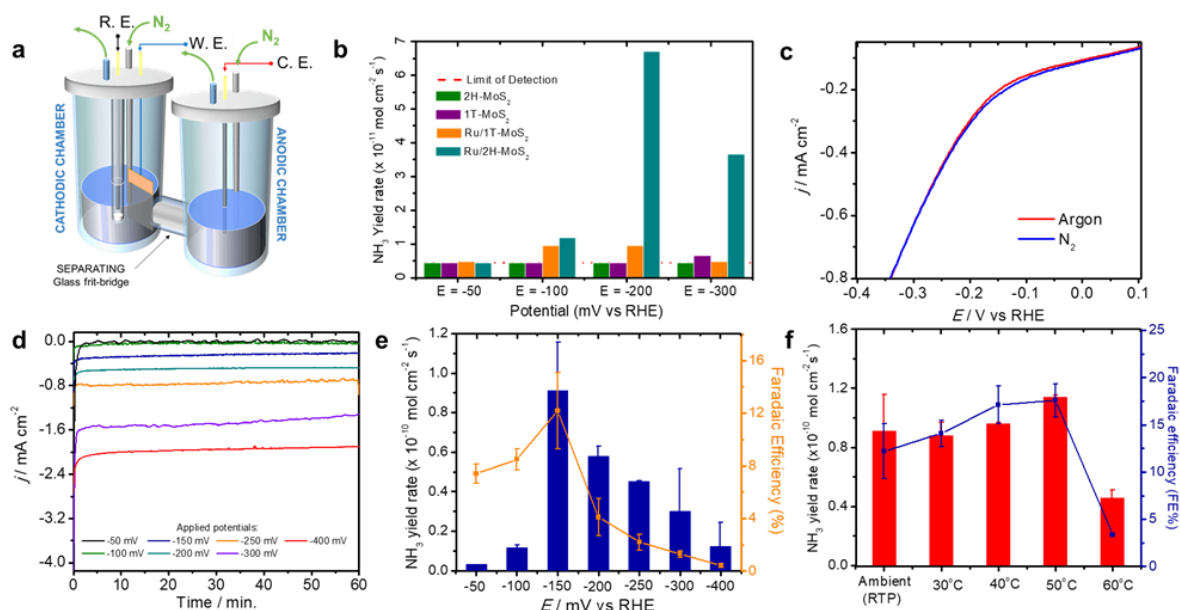 a
R. E.
N₂
W. E.
N₂
C. E.
CATHODIC CHAMBER
ANODIC CHAMBER
SEPARATING
Glass frit-bridge
b
NH₃ Yield rate (x 10⁻¹¹ mol cm⁻² s⁻¹)
7
6
5
4
3
2
1
0
Limit of Detection
2H-MoS₂
1T-MoS₂
Ru/1T-MoS₂
Ru/2H-MoS₂
E = -50
E = -100
E = -200
E = -300
Potential (mV vs RHE)
c
j / mA cm⁻²
-0.2
-0.4
-0.6
-0.8
Argon
N₂
-0.4
-0.3
-0.2
-0.1
0.0
0.1
E / V vs RHE
d
j / mA cm⁻²
0.0
-0.8
-1.6
-2.4
-3.2
-4.0
Applied potentials:
-50 mV
-150 mV
-250 mV
-400 mV
-100 mV
-200 mV
-300 mV
0
10
20
30
40
50
60
Time / min.
e
NH₃ yield rate (x 10⁻¹⁰ mol cm⁻² s⁻¹)
1.2
1.0
0.8
0.6
0.4
0.2
0.0
16
12
8
4
0
Faradaic Efficiency (%)
-50
-100
-150
-200
-250
-300
-400
E / mV vs RHE
f
NH₃ yield rate (x 10⁻¹⁰ mol cm⁻² s⁻¹)
1.6
1.2
0.8
0.4
0.0
25
20
15
10
5
0
Faradaic efficiency (FE%)
Ambient
(RTP)
30°C
40°C
50°C
60°C